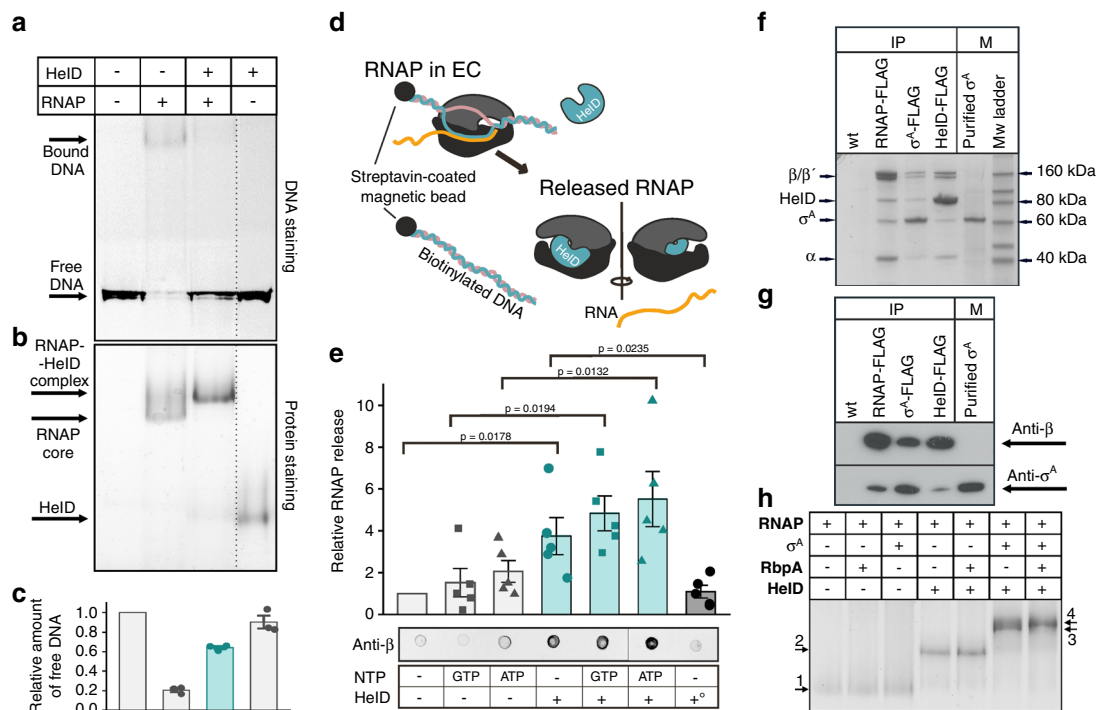 a
HelD - - + +
RNAP - + + -
Bound
DNA
Free
DNA
DNA staining
b
RNAP-
-HelD
complex
RNAP
core
HelD
Protein staining
c
Relative amount
of free DNA
1.0
0.8
0.6
0.4
0.2
0.0
d
RNAP in EC
HelD
Streptavin-coated
magnetic bead
Released RNAP
HelD
Biotinylated DNA
RNA
e
p = 0.0235
p = 0.0132
p = 0.0194
p = 0.0178
Relative RNAP release
10
8
6
4
2
0
Anti-β
NTP - GTP ATP - GTP ATP -
HelD - - - + + + +°
f
IP M
wt
RNAP-FLAG
σA-FLAG
HelD-FLAG
Purified σA
Mw ladder
β/β´
HelD
σA
α
160 kDa
80 kDa
60 kDa
40 kDa
g
IP M
wt
RNAP-FLAG
σA-FLAG
HelD-FLAG
Purified σA
Anti-β
Anti-σA
h
RNAP + + + + + + +
σA - - + - - + +
RbpA - + - - + - +
HelD - - - + + + +
2
1
4
3